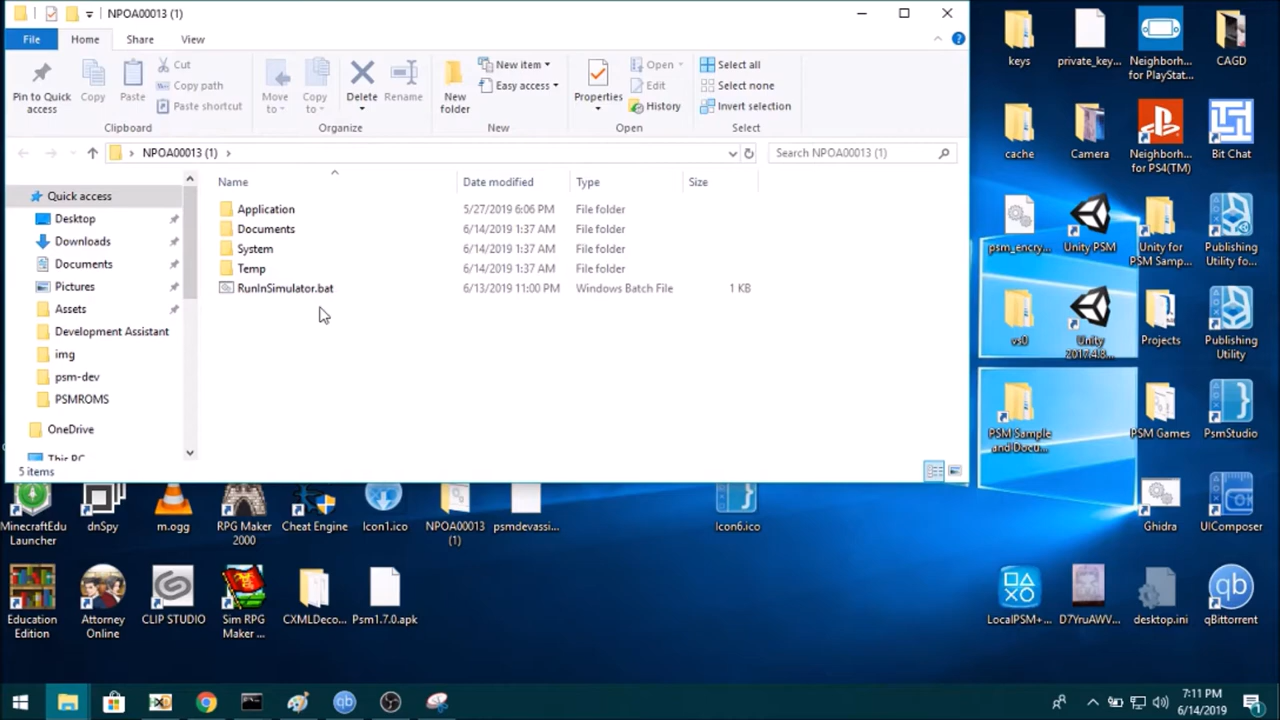 NPOA00013 (1)
File
Home
Share
View
Pin to Quick
access
Copy
Paste
Cut
Copy path
Paste shortcut
Clipboard
Move
to
Copy
to
Delete
Rename
Organize
New
folder
New item
Easy access
New
Properties
Open
Edit
History
Open
Select all
Select none
Invert selection
Select
NPOA00013 (1)
Search NPOA00013 (1)
Name
Date modified
Type
Size
Quick access
Desktop
Downloads
Documents
Pictures
Assets
Development Assistant
img
psm-dev
PSMROMS
OneDrive
This PC
Application 5/27/2019 6:06 PM File folder
Documents 6/14/2019 1:37 AM File folder
System 6/14/2019 1:37 AM File folder
Temp 6/14/2019 1:37 AM File folder
RunInSimulator.bat 6/13/2019 11:00 PM Windows Batch File 1 KB
5 items
keys
private_key...
Neighborh...
for PlayStat...
CAGD
cache
Camera
Neighborh...
for PS4(TM)
Bit Chat
psm_encry...
Unity PSM
Unity for
PSM Samp...
Publishing
Utility fo...
vs0
Unity
2017.4.8...
Projects
Publishing
Utility
PSM Sample
and Docu...
PSM Games
PsmStudio
MinecraftEdu
Launcher
dnSpy
m.ogg
RPG Maker
2000
Cheat Engine
Icon1.ico
NPOA00013
(1)
psmdevassi...
Icon6.ico
Ghidra
UIComposer
Education
Edition
Attorney
Online
CLIP STUDIO
Sim RPG
Maker ...
CXMLDeco...
Psm1.7.0.apk
LocalPSM+...
D7YruAWV...
desktop.ini
qBittorrent
7:11 PM
6/14/2019
1